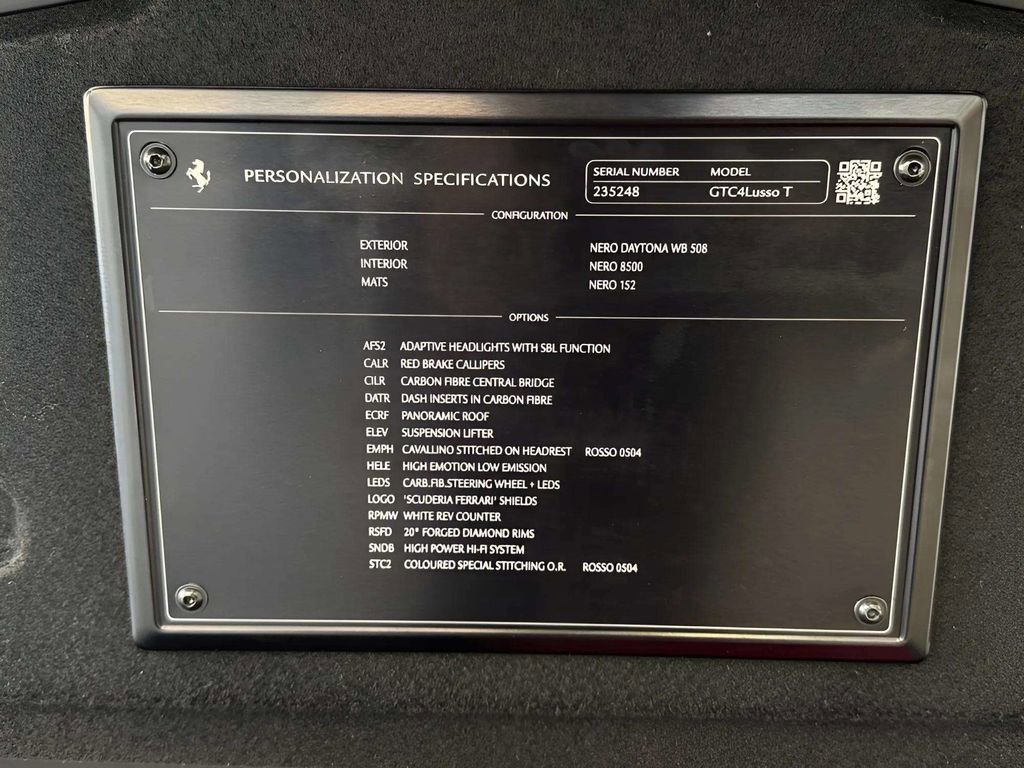 PERSONALIZATION SPECIFICATIONS
SERIAL NUMBER MODEL
235248 GTC4Lusso T
CONFIGURATION
EXTERIOR NERO DAYTONA WB 508
INTERIOR NERO 8500
MATS NERO 152
OPTIONS
AFS2 ADAPTIVE HEADLIGHTS WITH SBL FUNCTION
CALR RED BRAKE CALLIPERS
CILR CARBON FIBRE CENTRAL BRIDGE
DATR DASH INSERTS IN CARBON FIBRE
ECRF PANORAMIC ROOF
ELEV SUSPENSION LIFTER
EMPH CAVALLINO STITCHED ON HEADREST ROSSO 0504
HELE HIGH EMOTION LOW EMISSION
LEDS CARB.FIB.STEERING WHEEL + LEDS
LOGO 'SCUDERIA FERRARI' SHIELDS
RPMW WHITE REV COUNTER
RSFD 20" FORGED DIAMOND RIMS
SNDB HIGH POWER HI-FI SYSTEM
STC2 COLOURED SPECIAL STITCHING O.R. ROSSO 0504